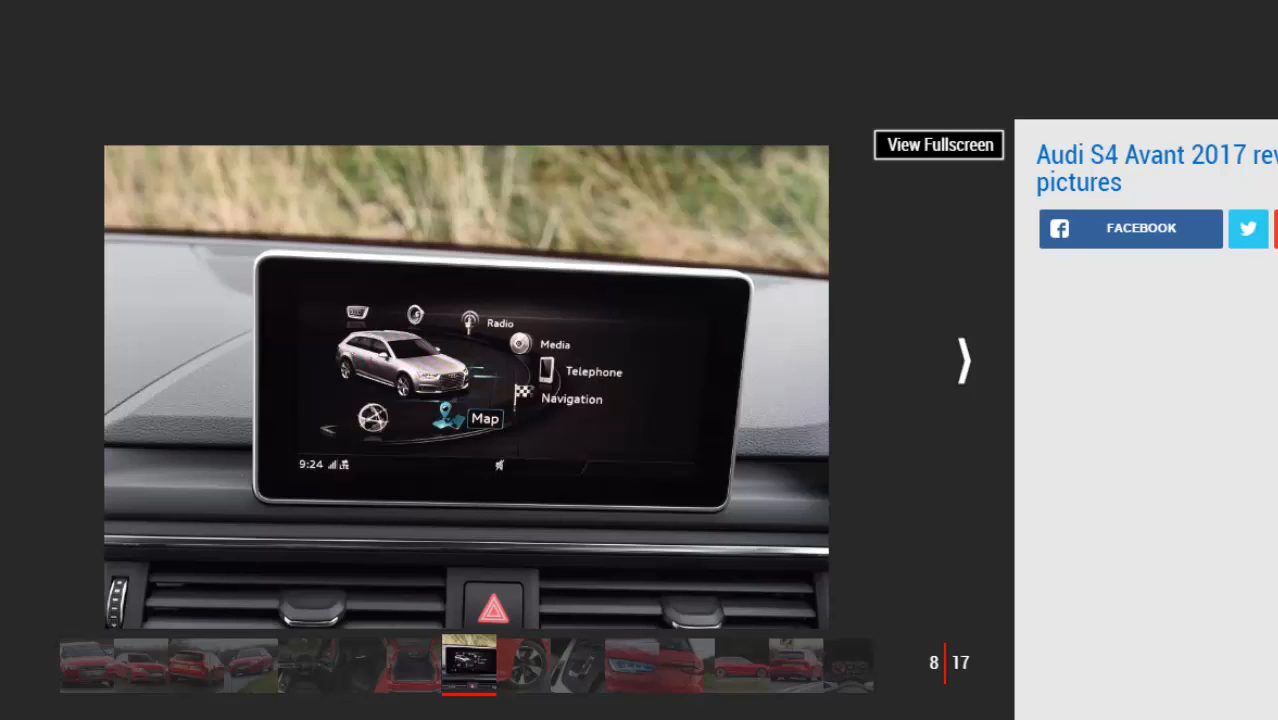 View Fullscreen
Audi S4 Avant 2017 rev
pictures
FACEBOOK
Radio
Media
Telephone
Navigation
Map
9:24
8 17